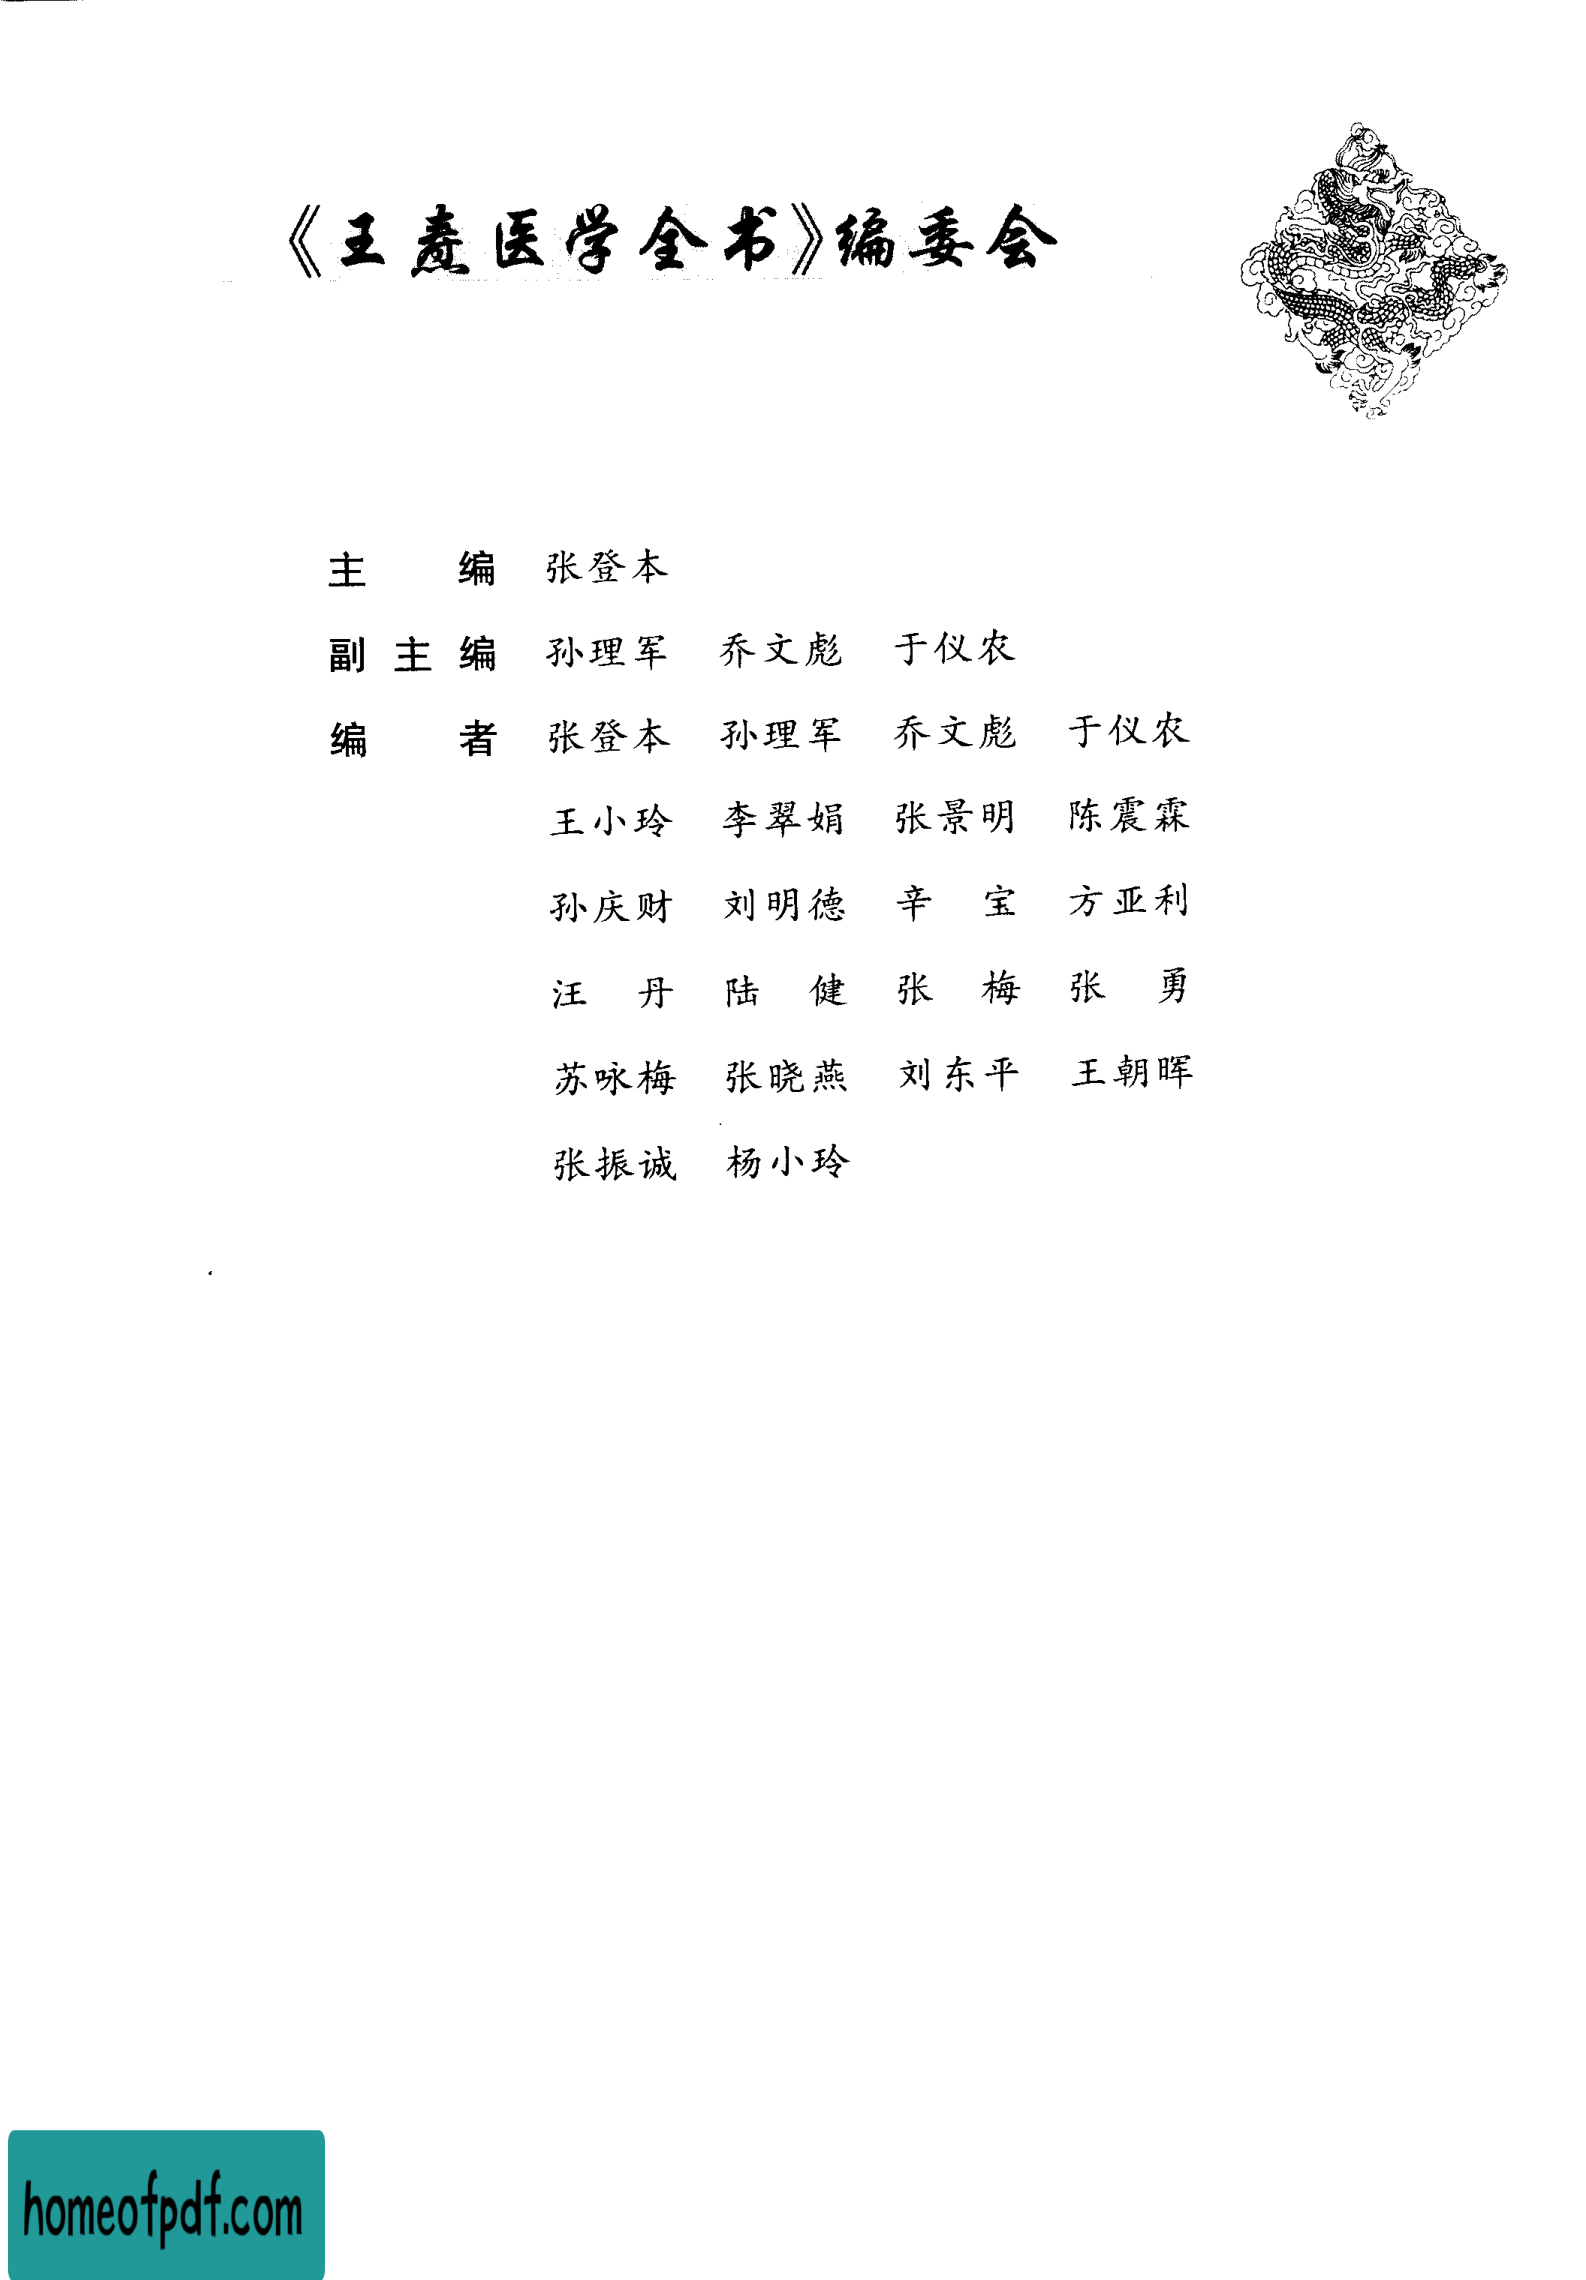 《王焘医学全书》编委会
主 编 张登本
副主编 孙理军 乔文彪 于仪农
编 者 张登本 孙理军 乔文彪 于仪农
王小玲 李翠娟 张景明 陈震霖
孙庆财 刘明德 辛 宝 方亚利
汪 丹 陆 健 张 梅 张 勇
苏咏梅 张晓燕 刘东平 王朝晖
张振诚 杨小玲
homeofpdf.com